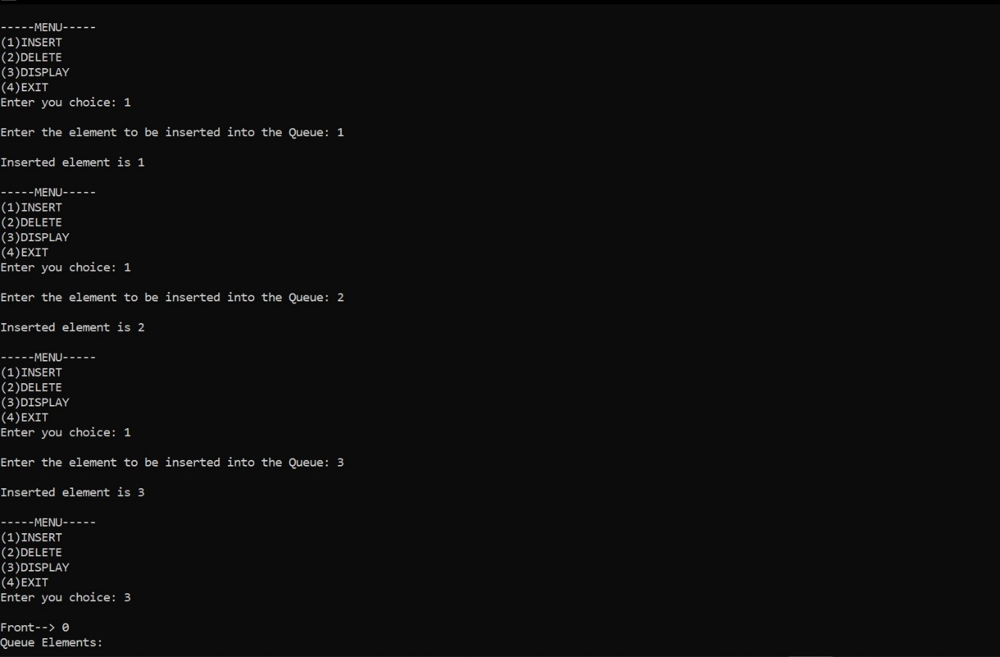 -----MENU-----
(1)INSERT
(2)DELETE
(3)DISPLAY
(4)EXIT
Enter you choice: 1
Enter the element to be inserted into the Queue: 1
Inserted element is 1
-----MENU-----
(1)INSERT
(2)DELETE
(3)DISPLAY
(4)EXIT
Enter you choice: 1
Enter the element to be inserted into the Queue: 2
Inserted element is 2
-----MENU-----
(1)INSERT
(2)DELETE
(3)DISPLAY
(4)EXIT
Enter you choice: 1
Enter the element to be inserted into the Queue: 3
Inserted element is 3
-----MENU-----
(1)INSERT
(2)DELETE
(3)DISPLAY
(4)EXIT
Enter you choice: 3
Front--> 0
Queue Elements: